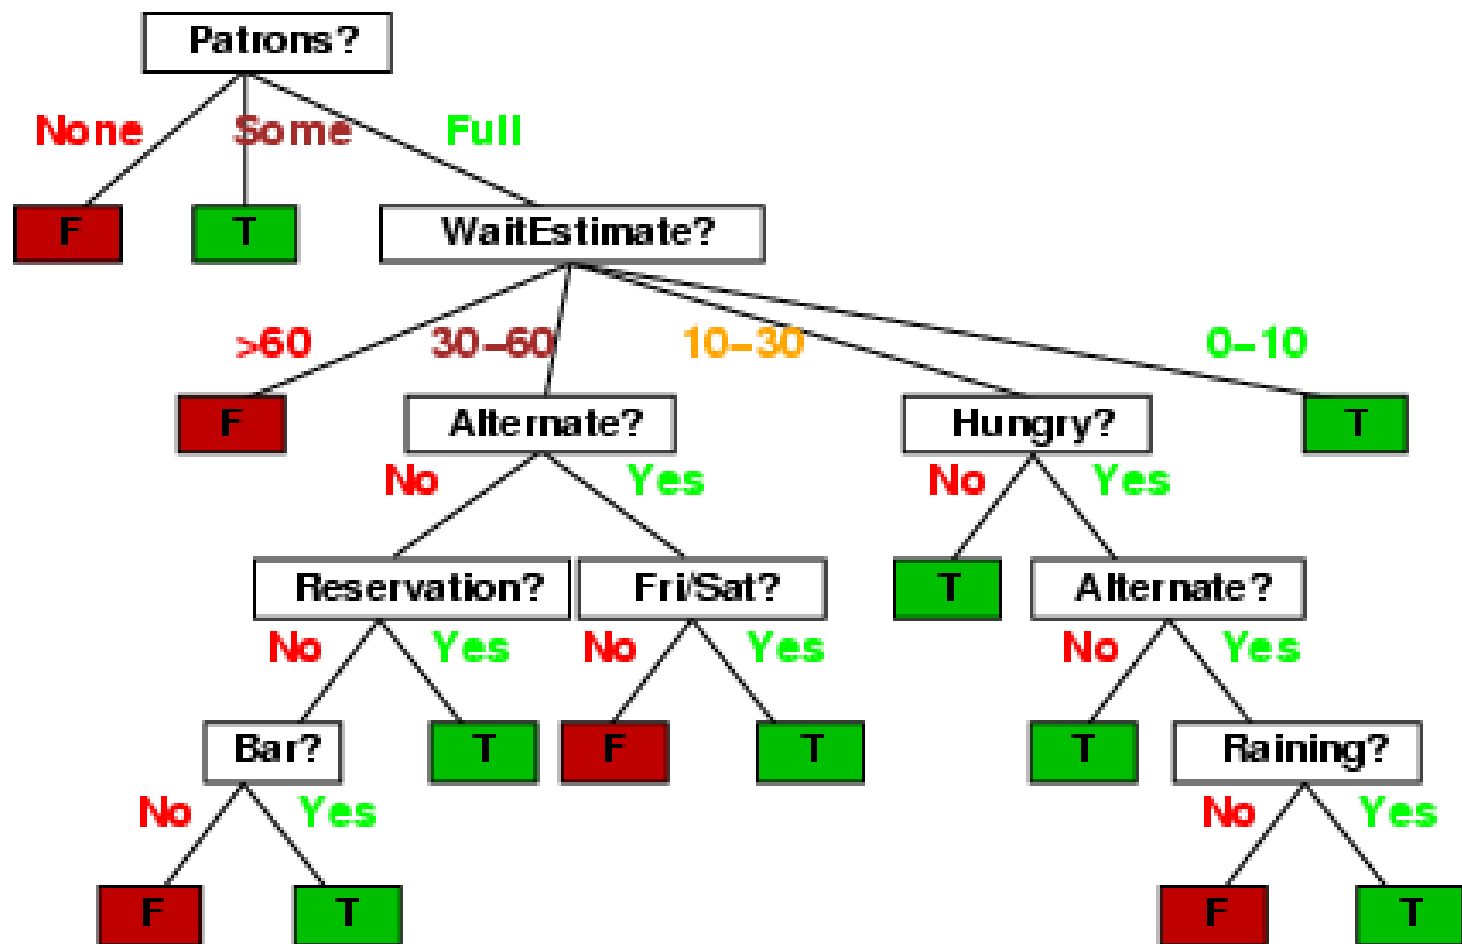 Patrons?
None Some Full
F T WaitEstimate?
>60 30–60 10–30 0–10
F Alternate? Hungry? T
No Yes No Yes
Reservation? Fri/Sat? T Alternate?
No Yes No Yes No Yes
Bar? T F T T Raining?
No Yes No Yes
F T F T